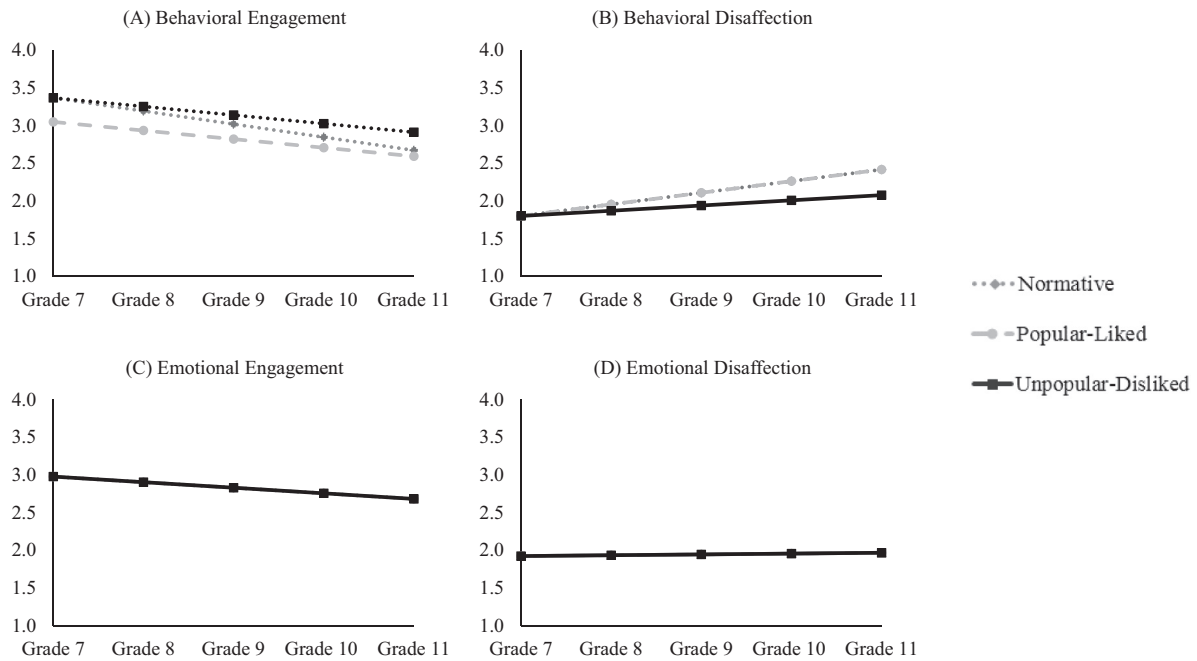 (A) Behavioral Engagement
4.0
3.5
3.0
2.5
2.0
1.5
1.0
Grade 7 Grade 8 Grade 9 Grade 10 Grade 11
(B) Behavioral Disaffection
4.0
3.5
3.0
2.5
2.0
1.5
1.0
Grade 7 Grade 8 Grade 9 Grade 10 Grade 11
Normative
Popular-Liked
Unpopular-Disliked
(C) Emotional Engagement
4.0
3.5
3.0
2.5
2.0
1.5
1.0
Grade 7 Grade 8 Grade 9 Grade 10 Grade 11
(D) Emotional Disaffection
4.0
3.5
3.0
2.5
2.0
1.5
1.0
Grade 7 Grade 8 Grade 9 Grade 10 Grade 11